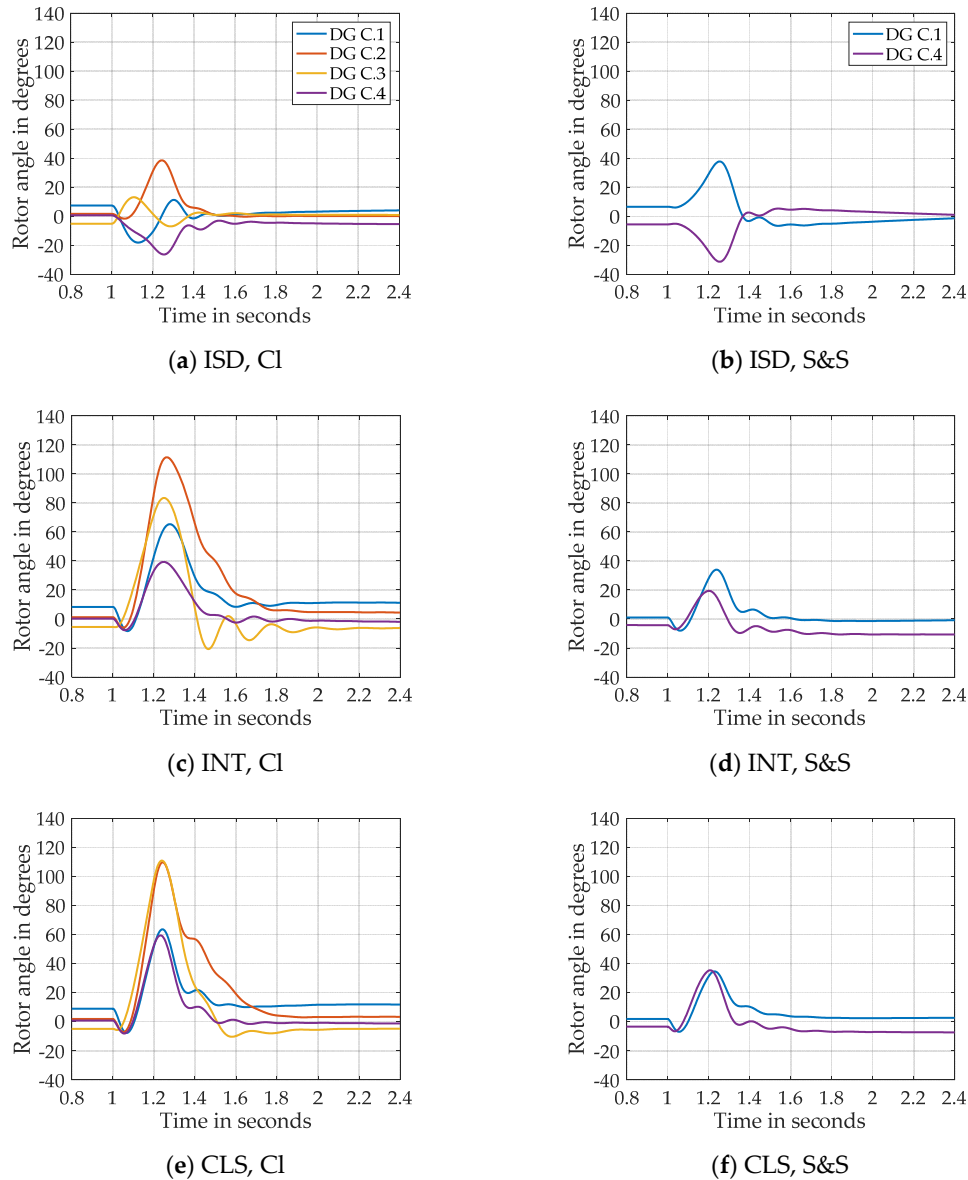 140
120
100
80
60
40
20
0
-20
-40
0.8 1 1.2 1.4 1.6 1.8 2 2.2 2.4
Rotor angle in degrees
Time in seconds
DG C.1
DG C.2
DG C.3
DG C.4
(a) ISD, Cl
140
120
100
80
60
40
20
0
-20
-40
0.8 1 1.2 1.4 1.6 1.8 2 2.2 2.4
Rotor angle in degrees
Time in seconds
DG C.1
DG C.4
(b) ISD, S&S
140
120
100
80
60
40
20
0
-20
-40
0.8 1 1.2 1.4 1.6 1.8 2 2.2 2.4
Rotor angle in degrees
Time in seconds
(c) INT, Cl
140
120
100
80
60
40
20
0
-20
-40
0.8 1 1.2 1.4 1.6 1.8 2 2.2 2.4
Rotor angle in degrees
Time in seconds
(d) INT, S&S
140
120
100
80
60
40
20
0
-20
-40
0.8 1 1.2 1.4 1.6 1.8 2 2.2 2.4
Rotor angle in degrees
Time in seconds
(e) CLS, Cl
140
120
100
80
60
40
20
0
-20
-40
0.8 1 1.2 1.4 1.6 1.8 2 2.2 2.4
Rotor angle in degrees
Time in seconds
(f) CLS, S&S